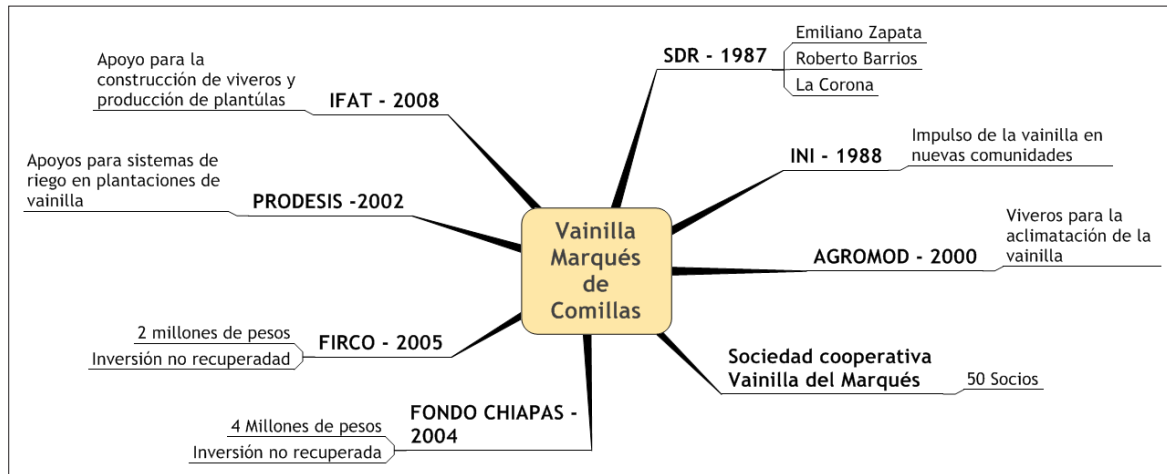 Vainilla
Marqués
de
Comillas
SDR - 1987
Emiliano Zapata
Roberto Barrios
La Corona
INI - 1988
Impulso de la vainilla en
nuevas comunidades
AGROMOD - 2000
Viveros para la
aclimatación de la
vainilla
Sociedad cooperativa
Vainilla del Marqués
50 Socios
FONDO CHIAPAS -
2004
4 Millones de pesos
Inversión no recuperada
FIRCO - 2005
2 millones de pesos
Inversión no recuperadad
PRODESIS -2002
Apoyos para sistemas de
riego en plantaciones de
vainilla
IFAT - 2008
Apoyo para la
construcción de viveros y
producción de plantúlas